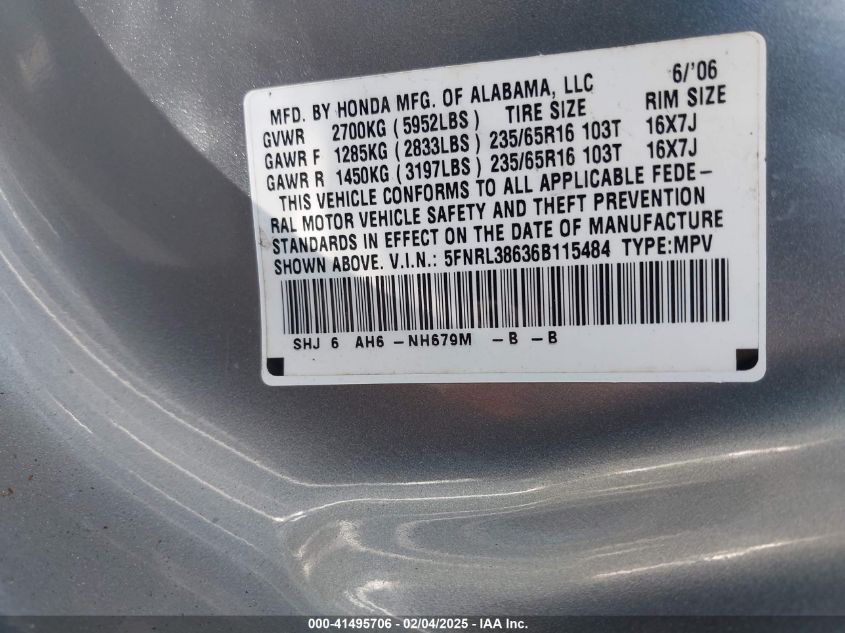 6/'06
MFD. BY HONDA MFG. OF ALABAMA, LLC
TIRE SIZE RIM SIZE
GVWR 2700KG (5952LBS)
GAWR F 1285KG (2833LBS) 235/65R16 103T 16X7J
GAWR R 1450KG (3197LBS) 235/65R16 103T 16X7J
THIS VEHICLE CONFORMS TO ALL APPLICABLE FEDE-
RAL MOTOR VEHICLE SAFETY AND THEFT PREVENTION
STANDARDS IN EFFECT ON THE DATE OF MANUFACTURE
SHOWN ABOVE. V.I.N.: 5FNRL38636B115484 TYPE:MPV
SHJ 6 AH6 -NH679M -B -B
000-41495706 - 02/04/2025 - IAAI Inc.